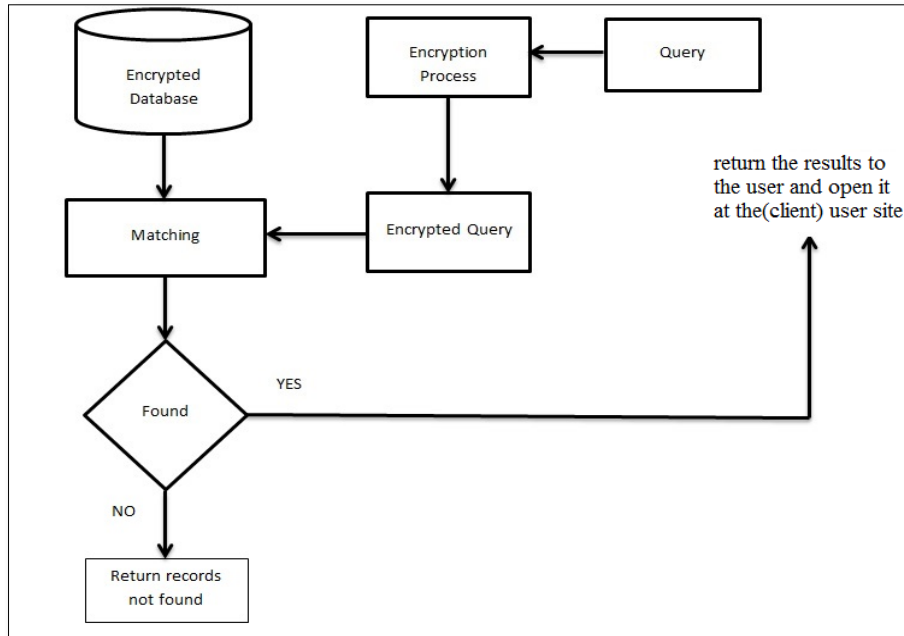 Encrypted
Database
Encryption
Process
Query
return the results to
the user and open it
at the(client) user site
Matching
Encrypted Query
YES
Found
NO
Return records
not found